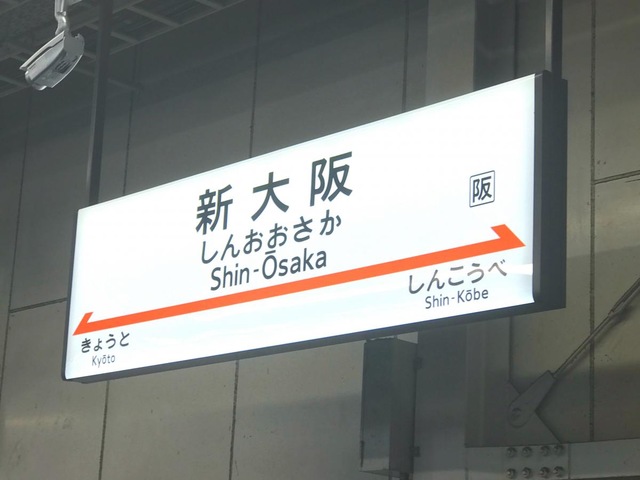 新大阪
阪
しんおおさか
Shin-Ōsaka
きょうと
Kyōto
しんこうべ
Shin-Kōbe